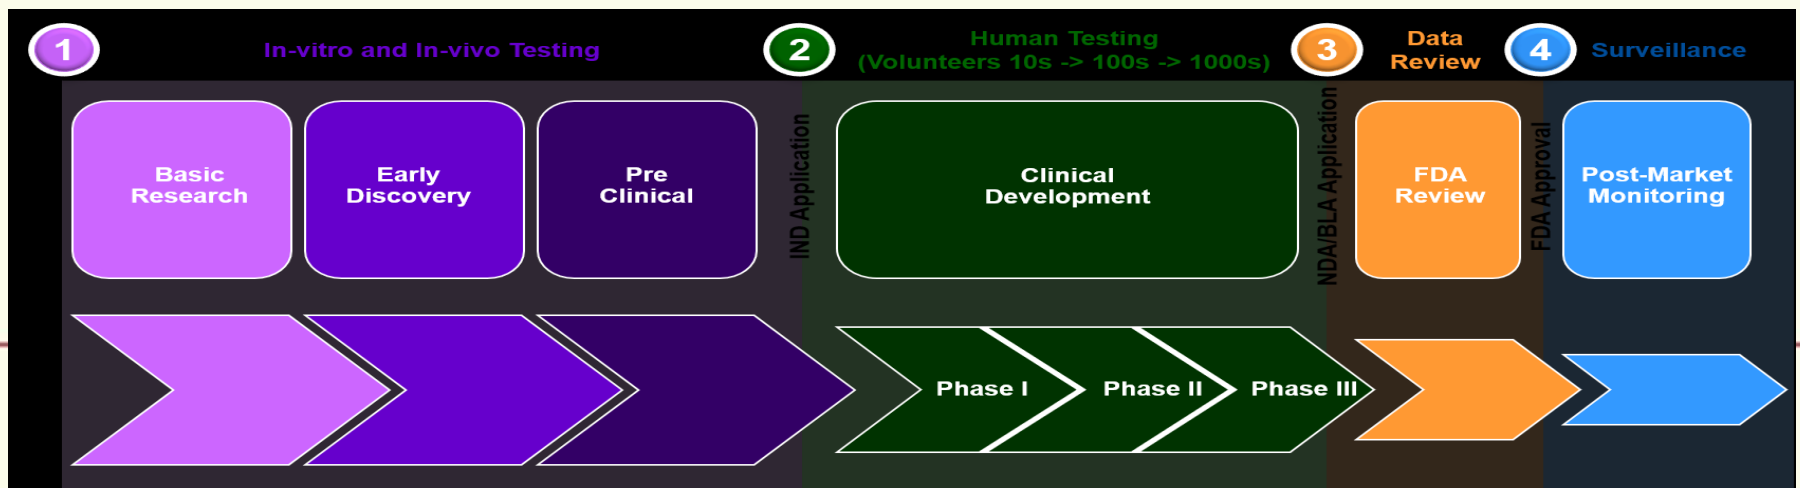 1
In-vitro and In-vivo Testing
2
Human Testing
(Volunteers 10s -> 100s -> 1000s)
3
Data
Review
4
Surveillance
Basic
Research
Early
Discovery
Pre
Clinical
IND Application
Clinical
Development
NDA/BLA Application
FDA
Review
FDA Approval
Post-Market
Monitoring
Phase I
Phase II
Phase III